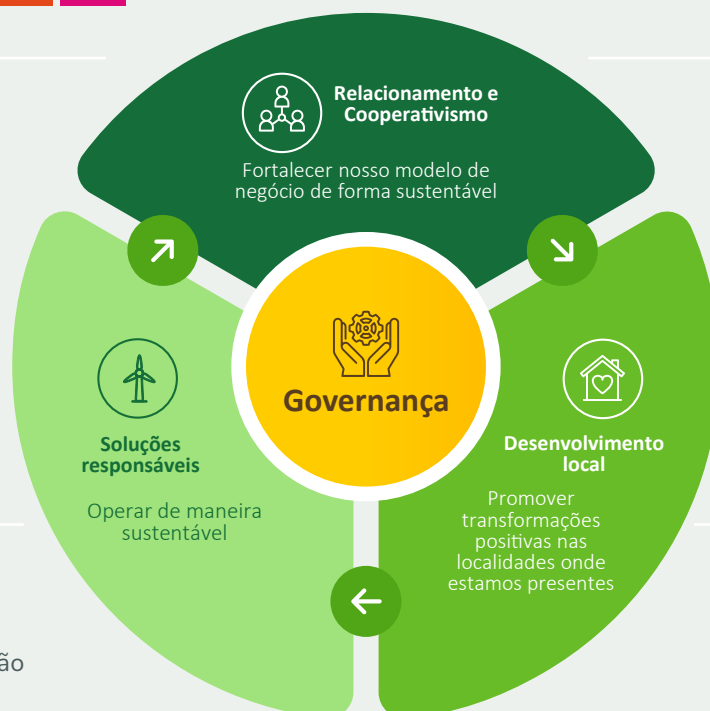 Relacionamento e
Cooperativismo
Fortalecer nosso modelo de
negócio de forma sustentável
Governança
Soluções
responsáveis
Operar de maneira
sustentável
Desenvolvimento
local
Promover
transformações
positivas nas
localidades onde
estamos presentes
ão